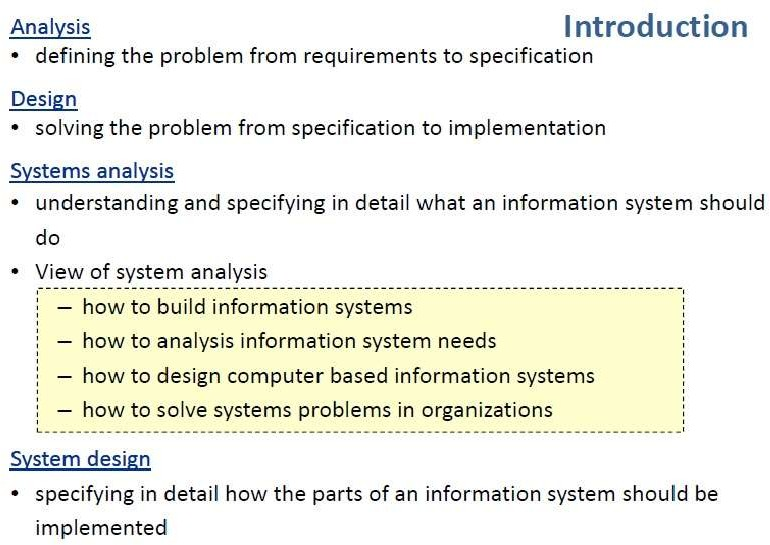 Introduction
Analysis
• defining the problem from requirements to specification
Design
• solving the problem from specification to implementation
Systems analysis
• understanding and specifying in detail what an information system should
do
• View of system analysis
– how to build information systems
– how to analysis information system needs
– how to design computer based information systems
– how to solve systems problems in organizations
System design
• specifying in detail how the parts of an information system should be
implemented